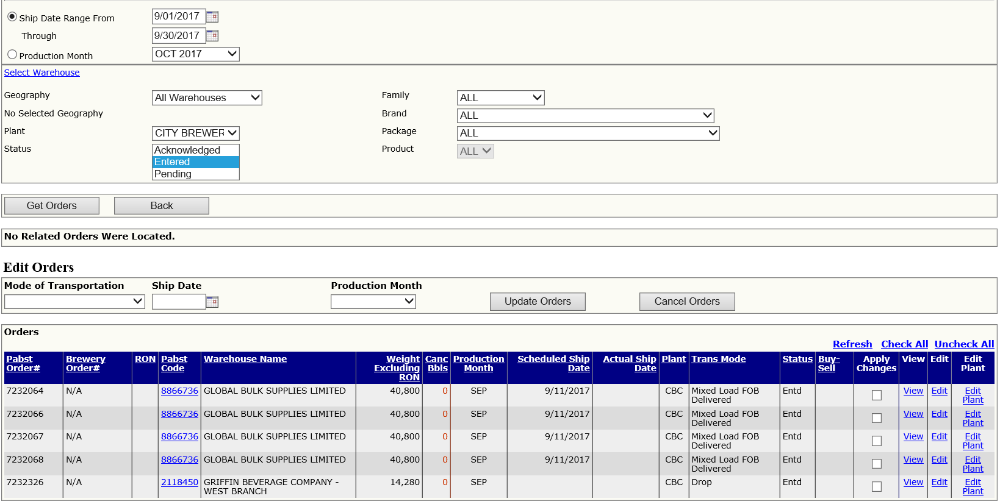 Ship Date Range From 9/01/2017
Through 9/30/2017
Production Month OCT 2017
Select Warehouse
Geography All Warehouses Family ALL
No Selected Geography Brand ALL
Plant CITY BREWER Package ALL
Status Acknowledged Product ALL
Entered
Pending
Get Orders Back
No Related Orders Were Located.
Edit Orders
Mode of Transportation Ship Date Production Month
Update Orders Cancel Orders
Orders
Refresh Check All Uncheck All
Pabst Brewery RON Pabst Warehouse Name Weight Canc Production Scheduled Ship Actual Ship Plant Trans Mode Status Buy- Apply View Edit Edit
Order# Order# Code Excluding Bbls Month Date Date Sell Changes Plant
RON
7232064 N/A 8866736 GLOBAL BULK SUPPLIES LIMITED 40,800 0 SEP 9/11/2017 CBC Mixed Load FOB Entd View Edit Edit
Delivered Plant
7232066 N/A 8866736 GLOBAL BULK SUPPLIES LIMITED 40,800 0 SEP 9/11/2017 CBC Mixed Load FOB Entd View Edit Edit
Delivered Plant
7232067 N/A 8866736 GLOBAL BULK SUPPLIES LIMITED 40,800 0 SEP 9/11/2017 CBC Mixed Load FOB Entd View Edit Edit
Delivered Plant
7232068 N/A 8866736 GLOBAL BULK SUPPLIES LIMITED 40,800 0 SEP 9/11/2017 CBC Mixed Load FOB Entd View Edit Edit
Delivered Plant
7232326 N/A 2118450 GRIFFIN BEVERAGE COMPANY - 14,280 0 SEP CBC Drop Entd View Edit Edit
WEST BRANCH Plant